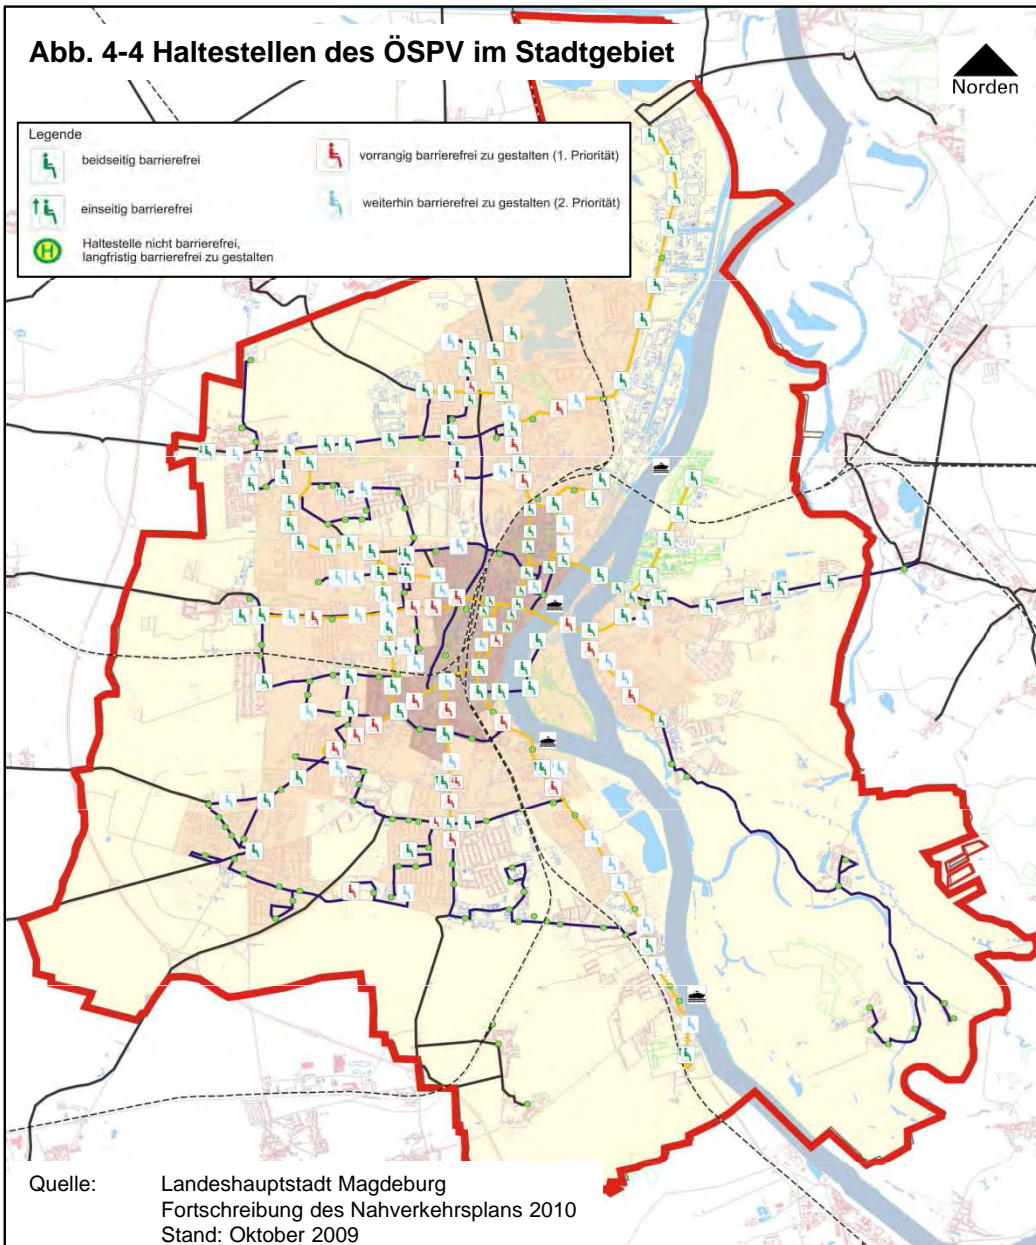 Abb. 4-4 Haltestellen des ÖSPV im Stadtgebiet
Norden
Legende
beidseitig barrierefrei
einseitig barrierefrei
H
Haltestelle nicht barrierefrei,
langfristig barrierefrei zu gestalten
vorrangig barrierefrei zu gestalten (1. Priorität)
weiterhin barrierefrei zu gestalten (2. Priorität)
Quelle: Landeshauptstadt Magdeburg
Fortschreibung des Nahverkehrsplans 2010
Stand: Oktober 2009